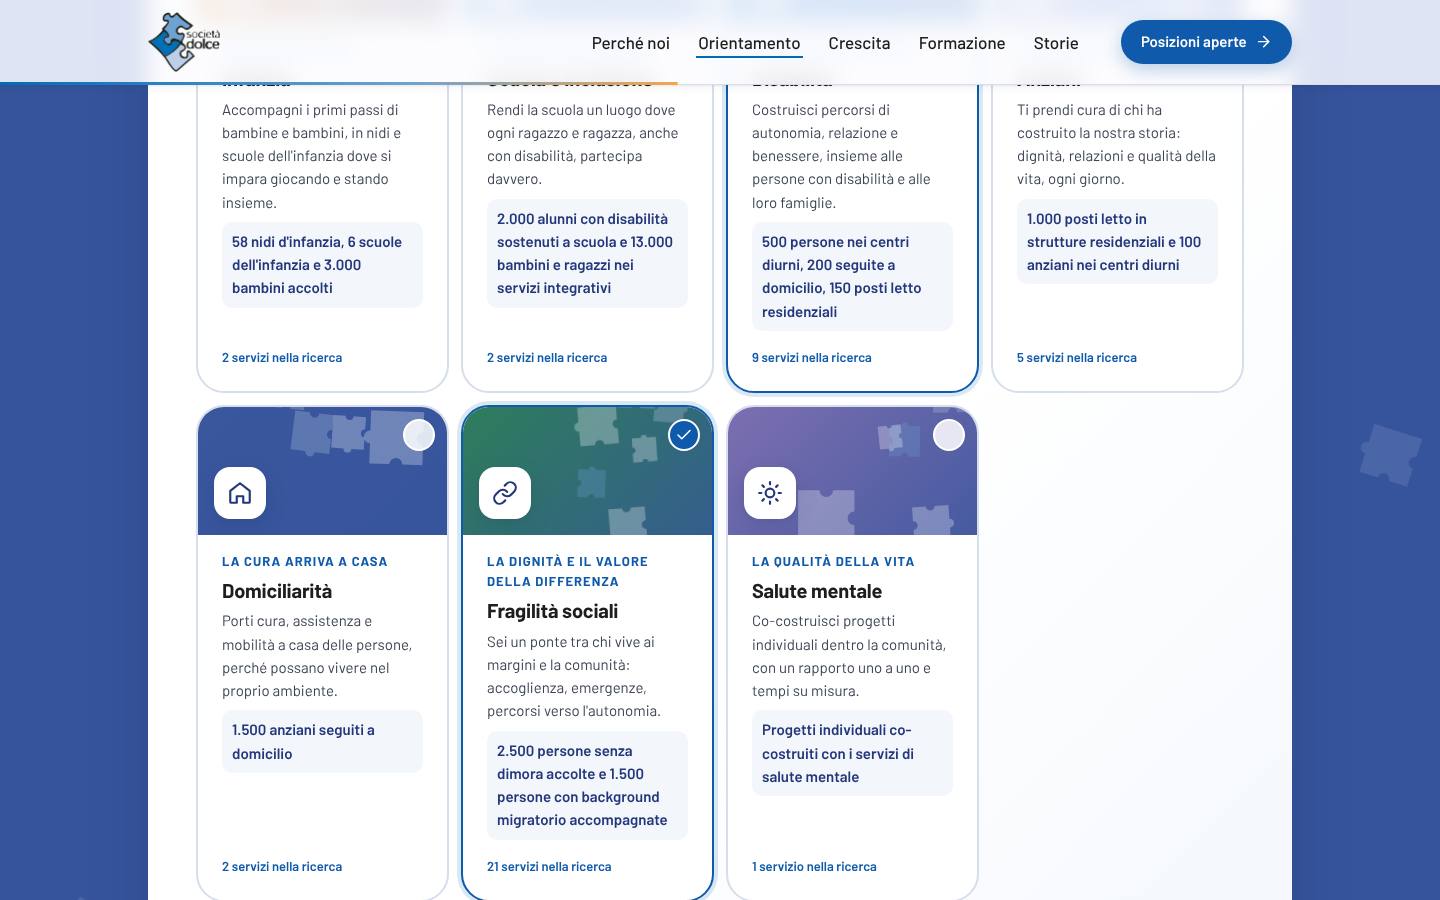 società
dolce
Perché noi
Orientamento
Crescita
Formazione
Storie
Posizioni aperte
Accompagni i primi passi di
bambine e bambini, in nidi e
scuole dell'infanzia dove si
impara giocando e stando
insieme.
58 nidi d'infanzia, 6 scuole
dell'infanzia e 3.000
bambini accolti
2 servizi nella ricerca
Rendi la scuola un luogo dove
ogni ragazzo e ragazza, anche
con disabilità, partecipa
davvero.
2.000 alunni con disabilità
sostenuti a scuola e 13.000
bambini e ragazzi nei
servizi integrativi
2 servizi nella ricerca
Costruisci percorsi di
autonomia, relazione e
benessere, insieme alle
persone con disabilità e alle
loro famiglie.
500 persone nei centri
diurni, 200 seguite a
domicilio, 150 posti letto
residenziali
9 servizi nella ricerca
Ti prendi cura di chi ha
costruito la nostra storia:
dignità, relazioni e qualità della
vita, ogni giorno.
1.000 posti letto in
strutture residenziali e 100
anziani nei centri diurni
5 servizi nella ricerca
LA CURA ARRIVA A CASA
Domiciliarità
Porti cura, assistenza e
mobilità a casa delle persone,
perché possano vivere nel
proprio ambiente.
1.500 anziani seguiti a
domicilio
2 servizi nella ricerca
LA DIGNITÀ E IL VALORE
DELLA DIFFERENZA
Fragilità sociali
Sei un ponte tra chi vive ai
margini e la comunità:
accoglienza, emergenze,
percorsi verso l'autonomia.
2.500 persone senza
dimora accolte e 1.500
persone con background
migratorio accompagnate
21 servizi nella ricerca
LA QUALITÀ DELLA VITA
Salute mentale
Co-costruisci progetti
individuali dentro la comunità,
con un rapporto uno a uno e
tempi su misura.
Progetti individuali co-
costruiti con i servizi di
salute mentale
1 servizio nella ricerca